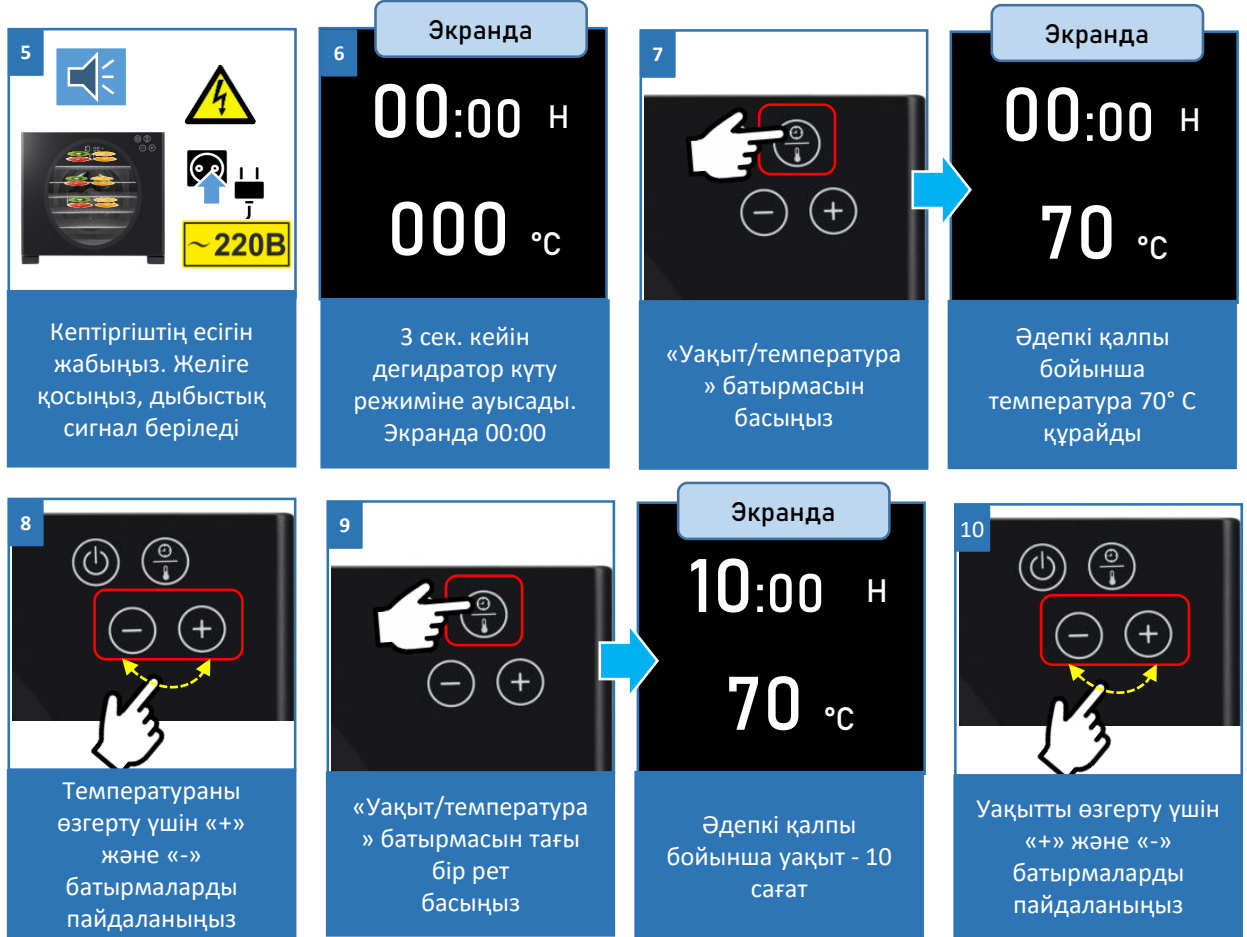 5
~220В
Кептіргіштің есігін
жабыңыз. Желіге
қосыңыз, дыбыстық
сигнал беріледі
6
Экранда
00:00 H
000 °C
3 сек. кейін
дегидратор күту
режиміне ауысады.
Экранда 00:00
7
«Уақыт/температура
» батырмасын
басыңыз
Экранда
00:00 H
70 °C
Әдепкі қалпы
бойынша
температура 70° C
құрайды
8
Температураны
өзгерту үшін «+»
және «-»
батырмаларды
пайдаланыңыз
9
«Уақыт/температура
» батырмасын тағы
бір рет
басыңыз
Экранда
10:00 H
70 °C
Әдепкі қалпы
бойынша уақыт - 10
сағат
10
Уақытты өзгерту үшін
«+» және «-»
батырмаларды
пайдаланыңыз